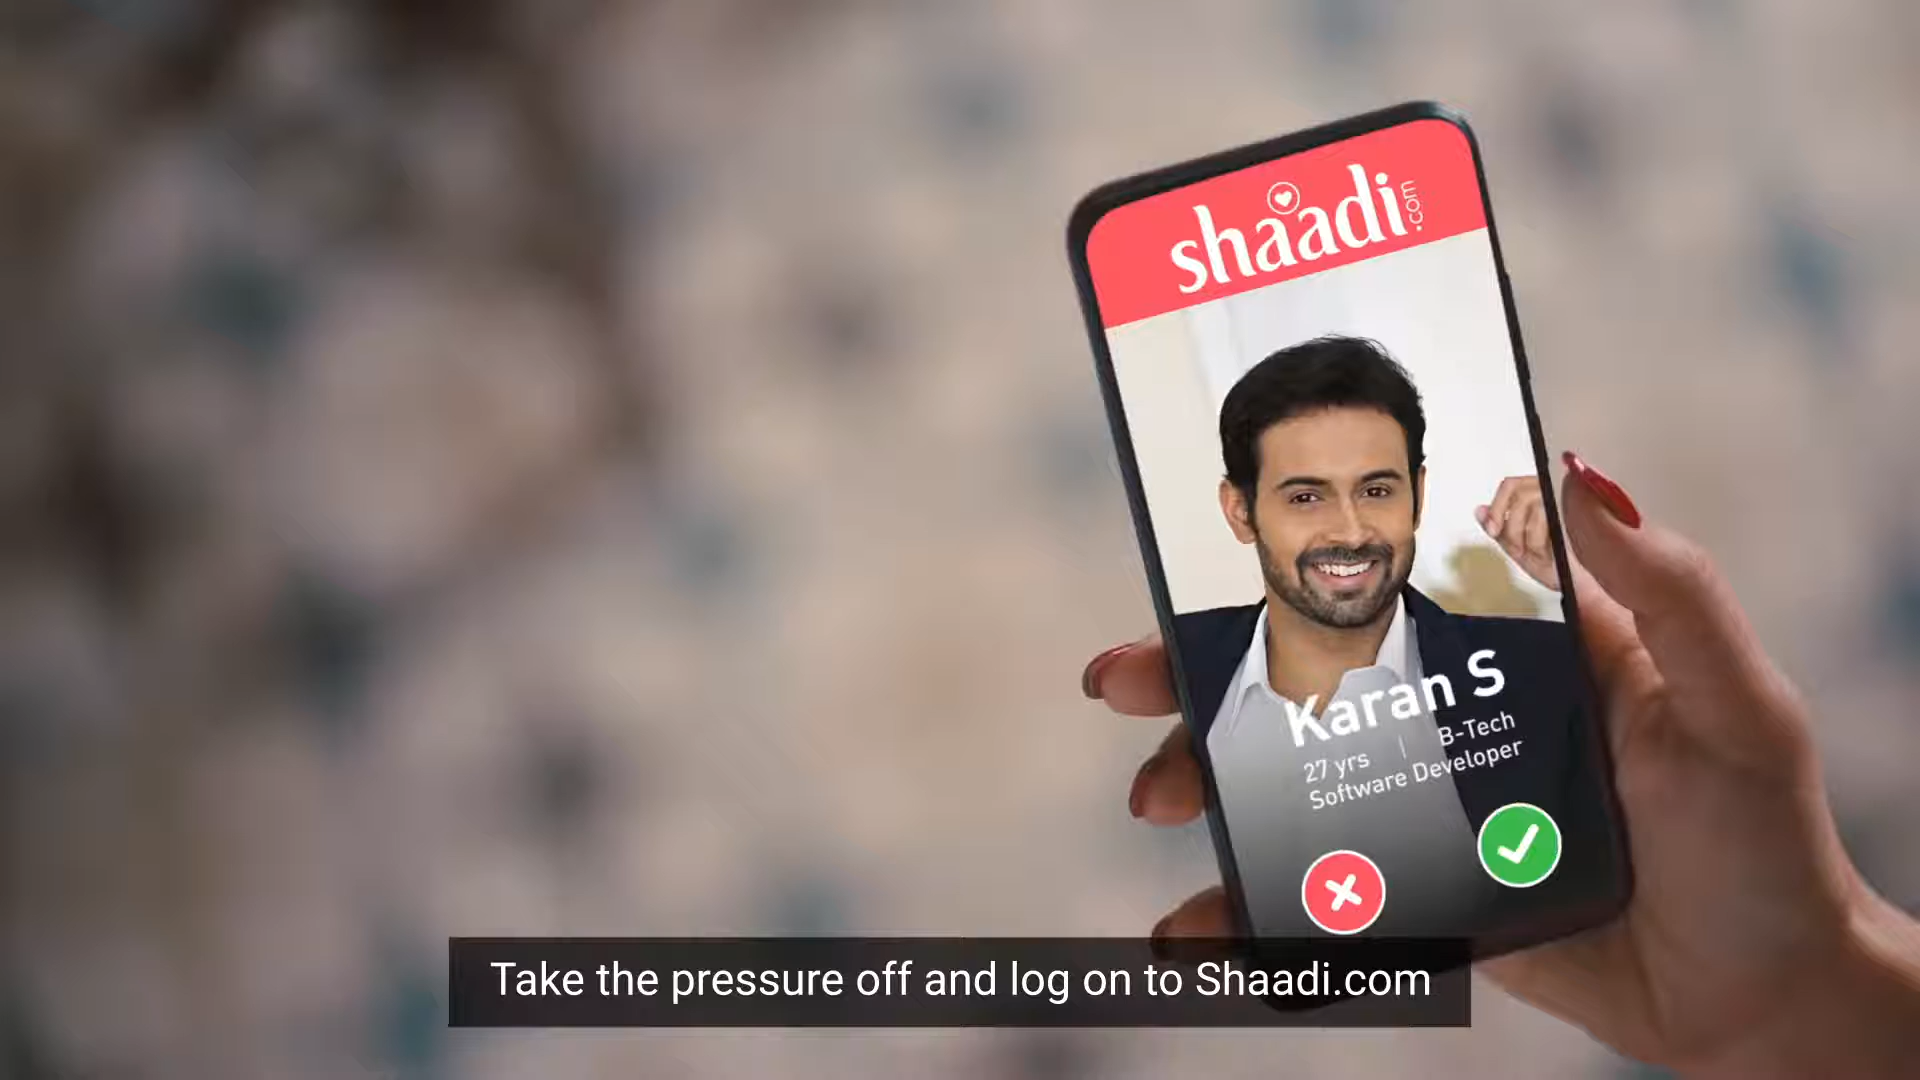 shaadi.com
Karan S
27 yrs | B-Tech
Software Developer
Take the pressure off and log on to Shaadi.com